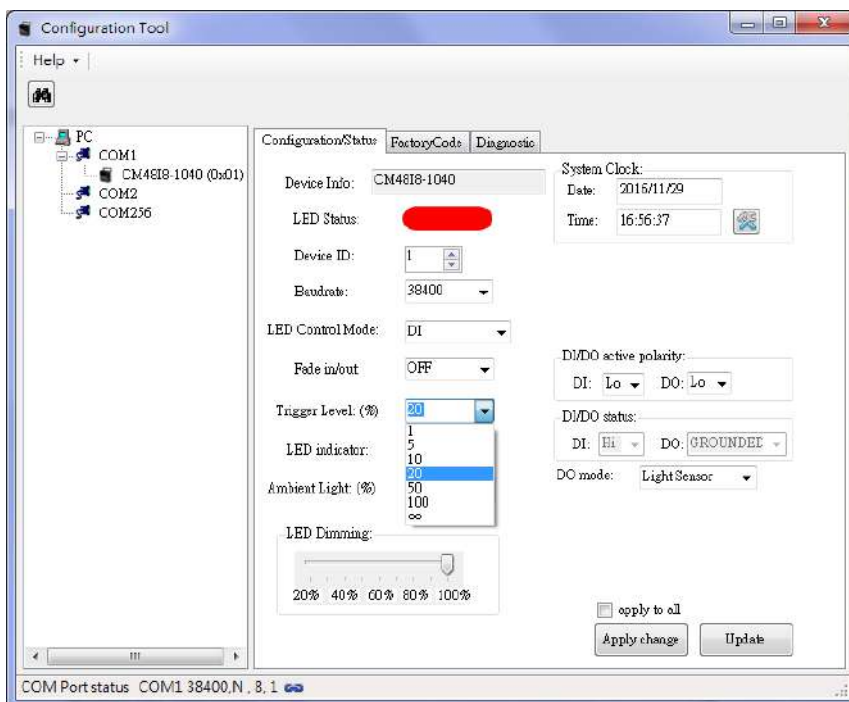 Configuration Tool
Help
PC
COM1
CM48I8-1040 (0x01)
COM2
COM256
Configuration/Status FactoryCode Diagnostic
Device Info: CM48I8-1040
LED Status:
Device ID: 1
Baudrate: 38400
LED Control Mode: DI
Fade in/out OFF
Trigger Level: (%) 20
1
5
10
20
50
100
∞
LED indicator:
Ambient Light: (%)
LED Dimming:
20% 40% 60% 80% 100%
System Clock:
Date: 2016/11/29
Time: 16:56:37
DI/DO active polarity:
DI: Lo DO: Lo
DI/DO status:
DI: Hi DO: GROUNDED
DO mode: Light Sensor
apply to all
Apply change Update
COM Port status COM1 38400,N , 8, 1